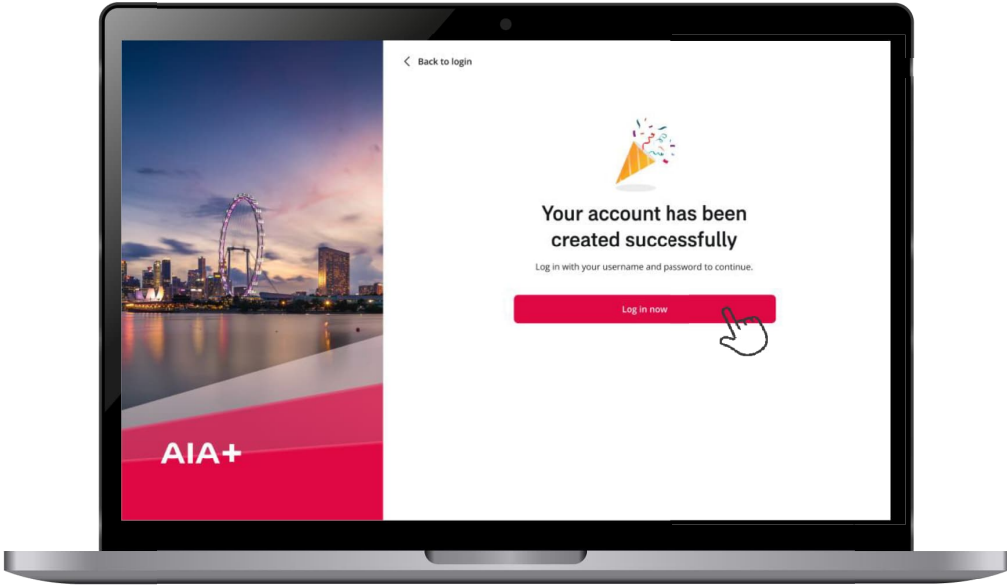 Back to login
Your account has been
created successfully
Log in with your username and password to continue.
Log in now
AIA+